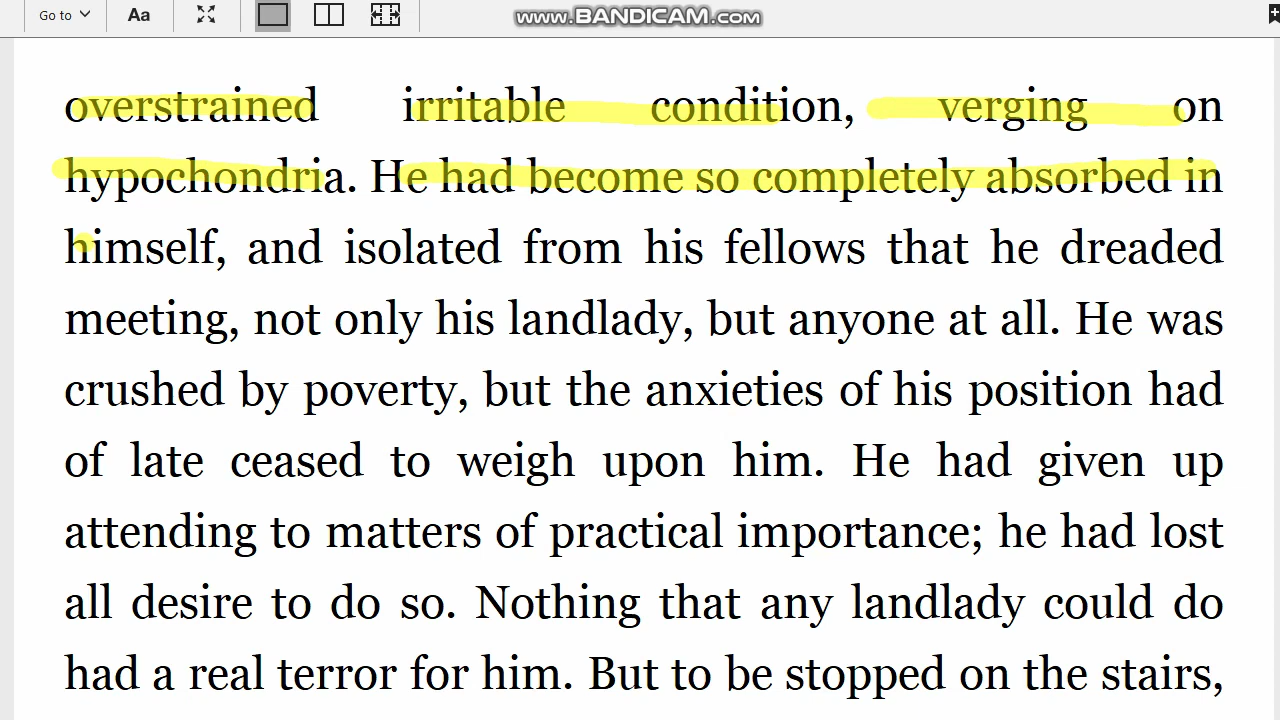 Go to
Aa
www.BANDICAM.com
overstrained irritable condition, verging on
hypochondria. He had become so completely absorbed in
himself, and isolated from his fellows that he dreaded
meeting, not only his landlady, but anyone at all. He was
crushed by poverty, but the anxieties of his position had
of late ceased to weigh upon him. He had given up
attending to matters of practical importance; he had lost
all desire to do so. Nothing that any landlady could do
had a real terror for him. But to be stopped on the stairs,